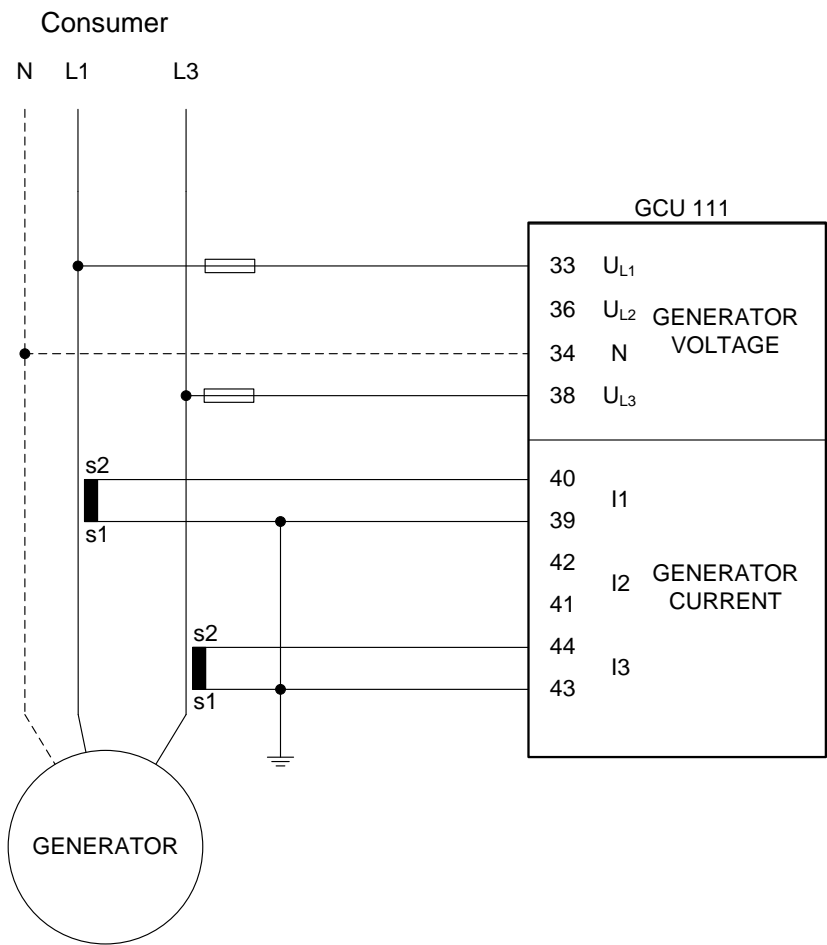 Consumer
N L1 L3
GCU 111
33 UL1
36 UL2
GENERATOR
VOLTAGE
34 N
38 UL3
s2
s1
40
I1
39
42
I2
41
GENERATOR
CURRENT
s2
s1
44
I3
43
GENERATOR